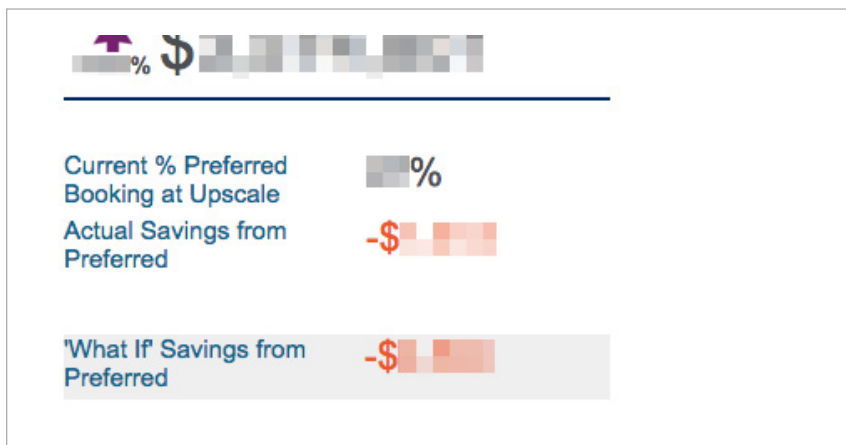 % $
Current % Preferred
Booking at Upscale
%
Actual Savings from
Preferred
-$
'What If' Savings from
Preferred
-$